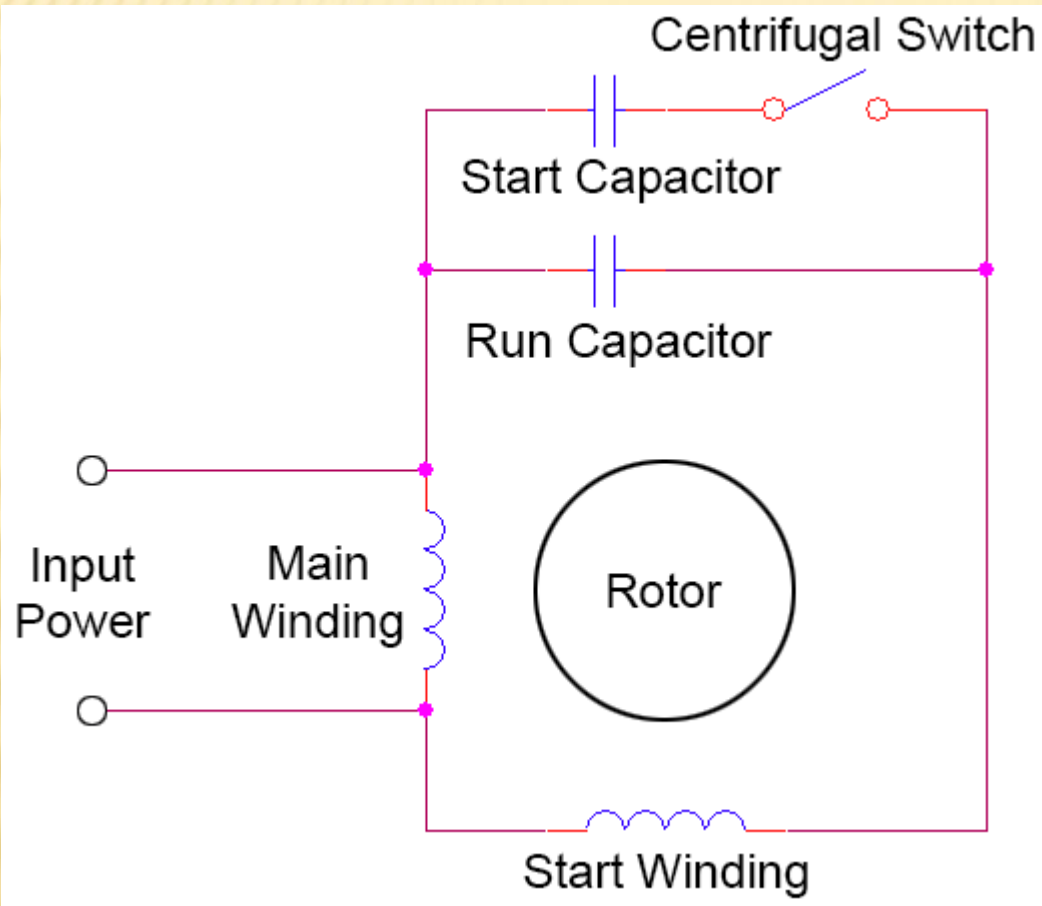 Centrifugal Switch
Start Capacitor
Run Capacitor
Input
Power
Main
Winding
Rotor
Start Winding